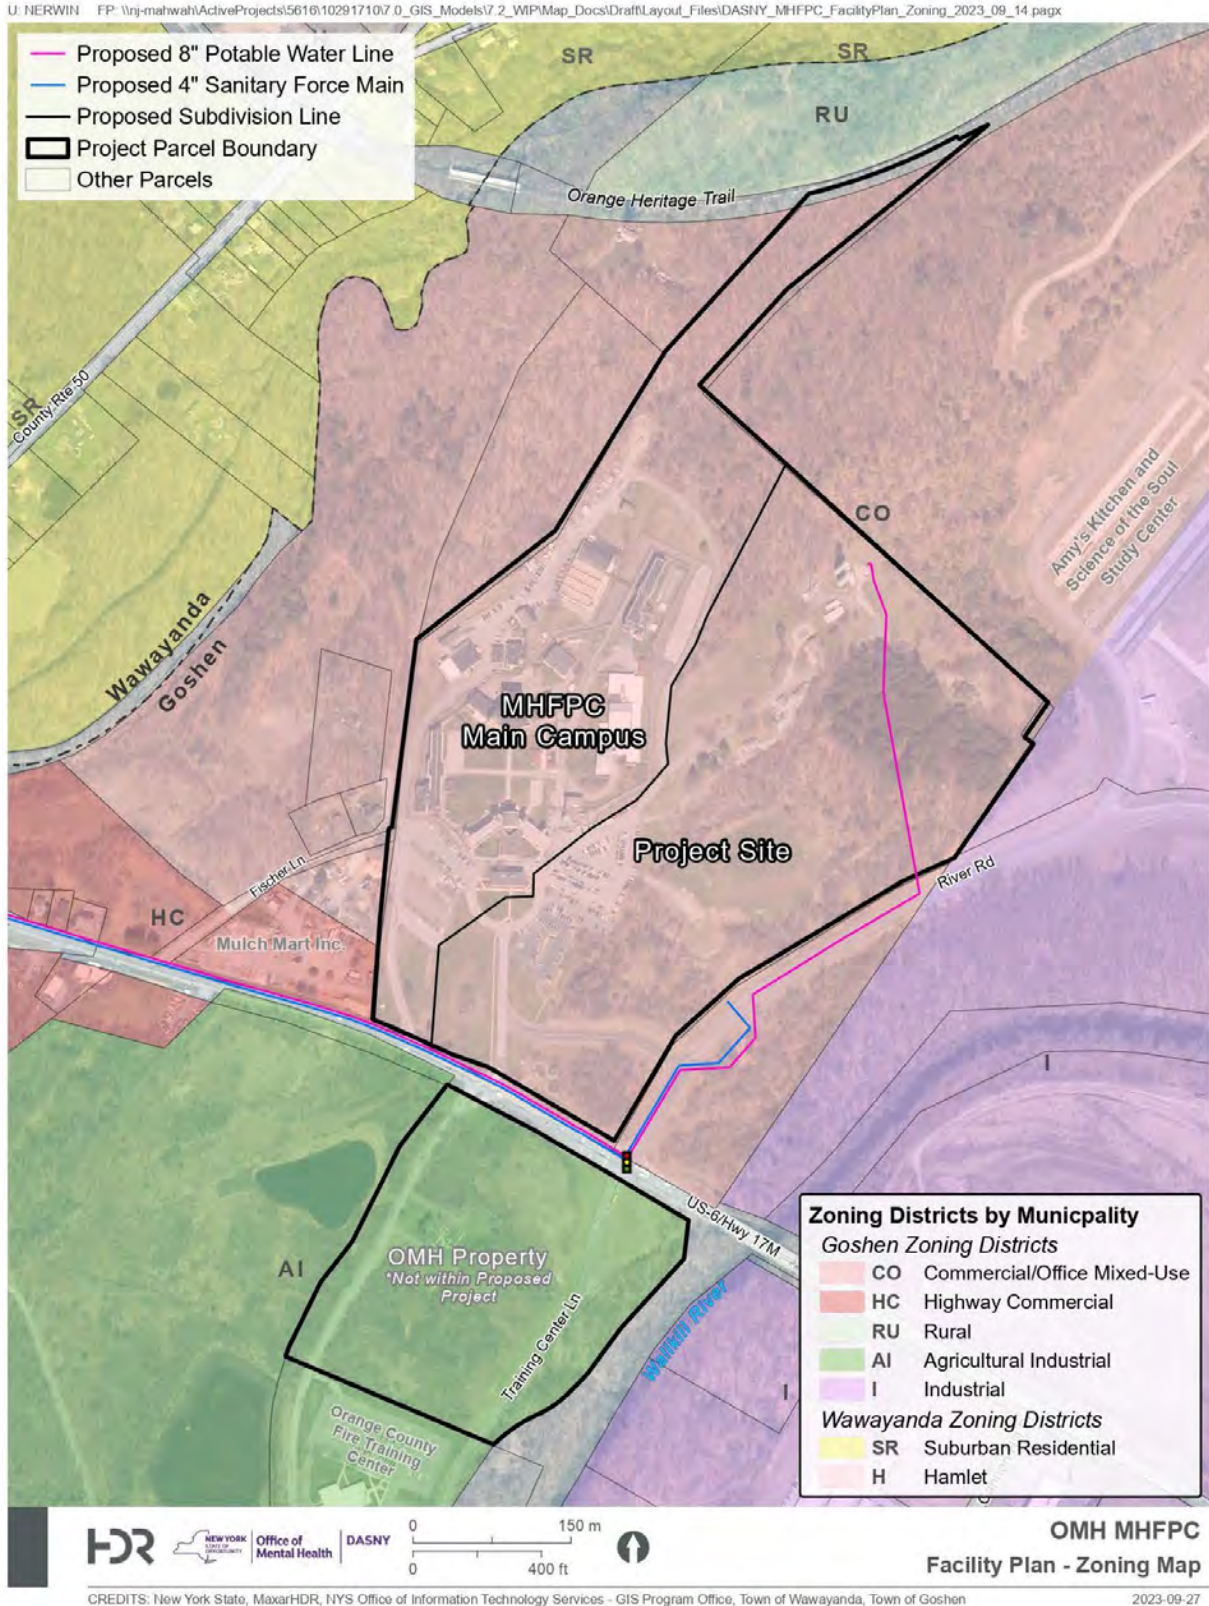 U: NERWIN FP: \\nj-mahwah\ActiveProjects\5616\10291710\7.0_GIS_Models\7.2_WIP\Map_Docs\Draft\Layout_Files\DASNY_MHFPC_FacilityPlan_Zoning_2023_09_14.pagx
Proposed 8" Potable Water Line
Proposed 4" Sanitary Force Main
Proposed Subdivision Line
Project Parcel Boundary
Other Parcels
SR
SR
RU
Orange Heritage Trail
County Rte 50
SR
CO
Amy's Kitchen and
Science of the Soul
Study Center
Wawayanda
Goshen
MHFPC
Main Campus
Project Site
River Rd
Fischer Ln
HC
Mulch Mart Inc.
I
US-6/Hwy 17M
AI
OMH Property
*Not within Proposed
Project
Training Center Ln
Wallkill River
I
Orange County
Fire Training
Center
Zoning Districts by Municpality
Goshen Zoning Districts
CO Commercial/Office Mixed-Use
HC Highway Commercial
RU Rural
AI Agricultural Industrial
I Industrial
Wawayanda Zoning Districts
SR Suburban Residential
H Hamlet
HDR
NEW YORK
STATE OF
OPPORTUNITY
Office of
Mental Health
DASNY
0 150 m
0 400 ft
OMH MHFPC
Facility Plan - Zoning Map
CREDITS: New York State, MaxarHDR, NYS Office of Information Technology Services - GIS Program Office, Town of Wawayanda, Town of Goshen
2023-09-27